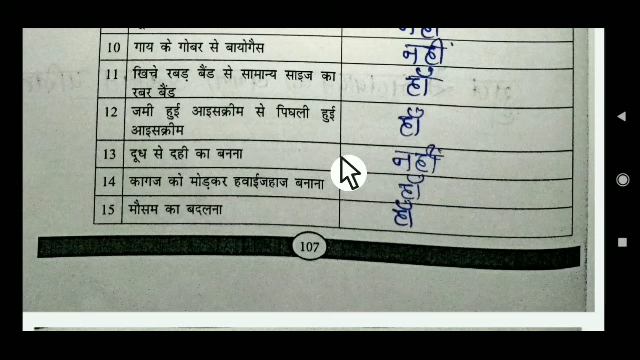 नहीं
10 गाय के गोबर से बायोगैस नहीं
11 खिचे रबड़ बैंड से सामान्य साइज का हाँ
रबर बैंड
12 जमी हुई आइसक्रीम से पिघली हुई हाँ
आइसक्रीम
13 दूध से दही का बनना नहीं
14 कागज को मोड़कर हवाईजहाज बनाना हाँ
15 मौसम का बदलना हाँ
107